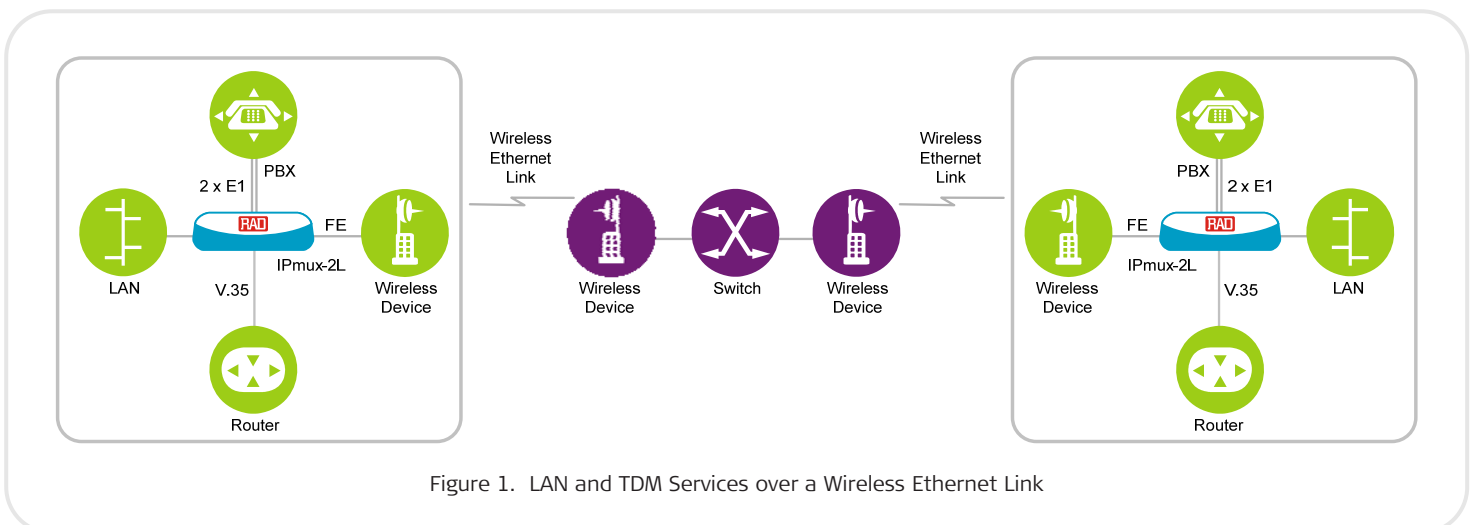 PBX
2 x E1
RAD
FE
IPmux-2L
LAN
Wireless
Device
V.35
Router
Wireless
Ethernet
Link
Wireless
Device
Switch
Wireless
Device
Wireless
Ethernet
Link
PBX
2 x E1
FE
RAD
IPmux-2L
Wireless
Device
LAN
V.35
Router
Figure 1. LAN and TDM Services over a Wireless Ethernet Link